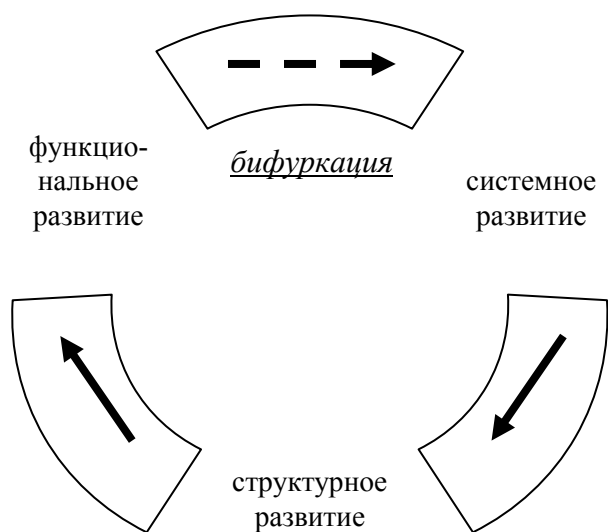 функцио-
нальное
развитие
бифуркация
системное
развитие
структурное
развитие